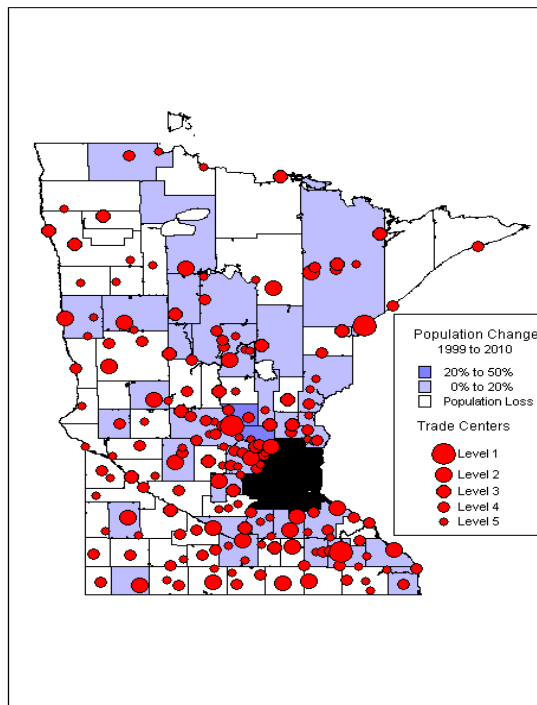 Population Change
1999 to 2010
20% to 50%
0% to 20%
Population Loss
Trade Centers
Level 1
Level 2
Level 3
Level 4
Level 5